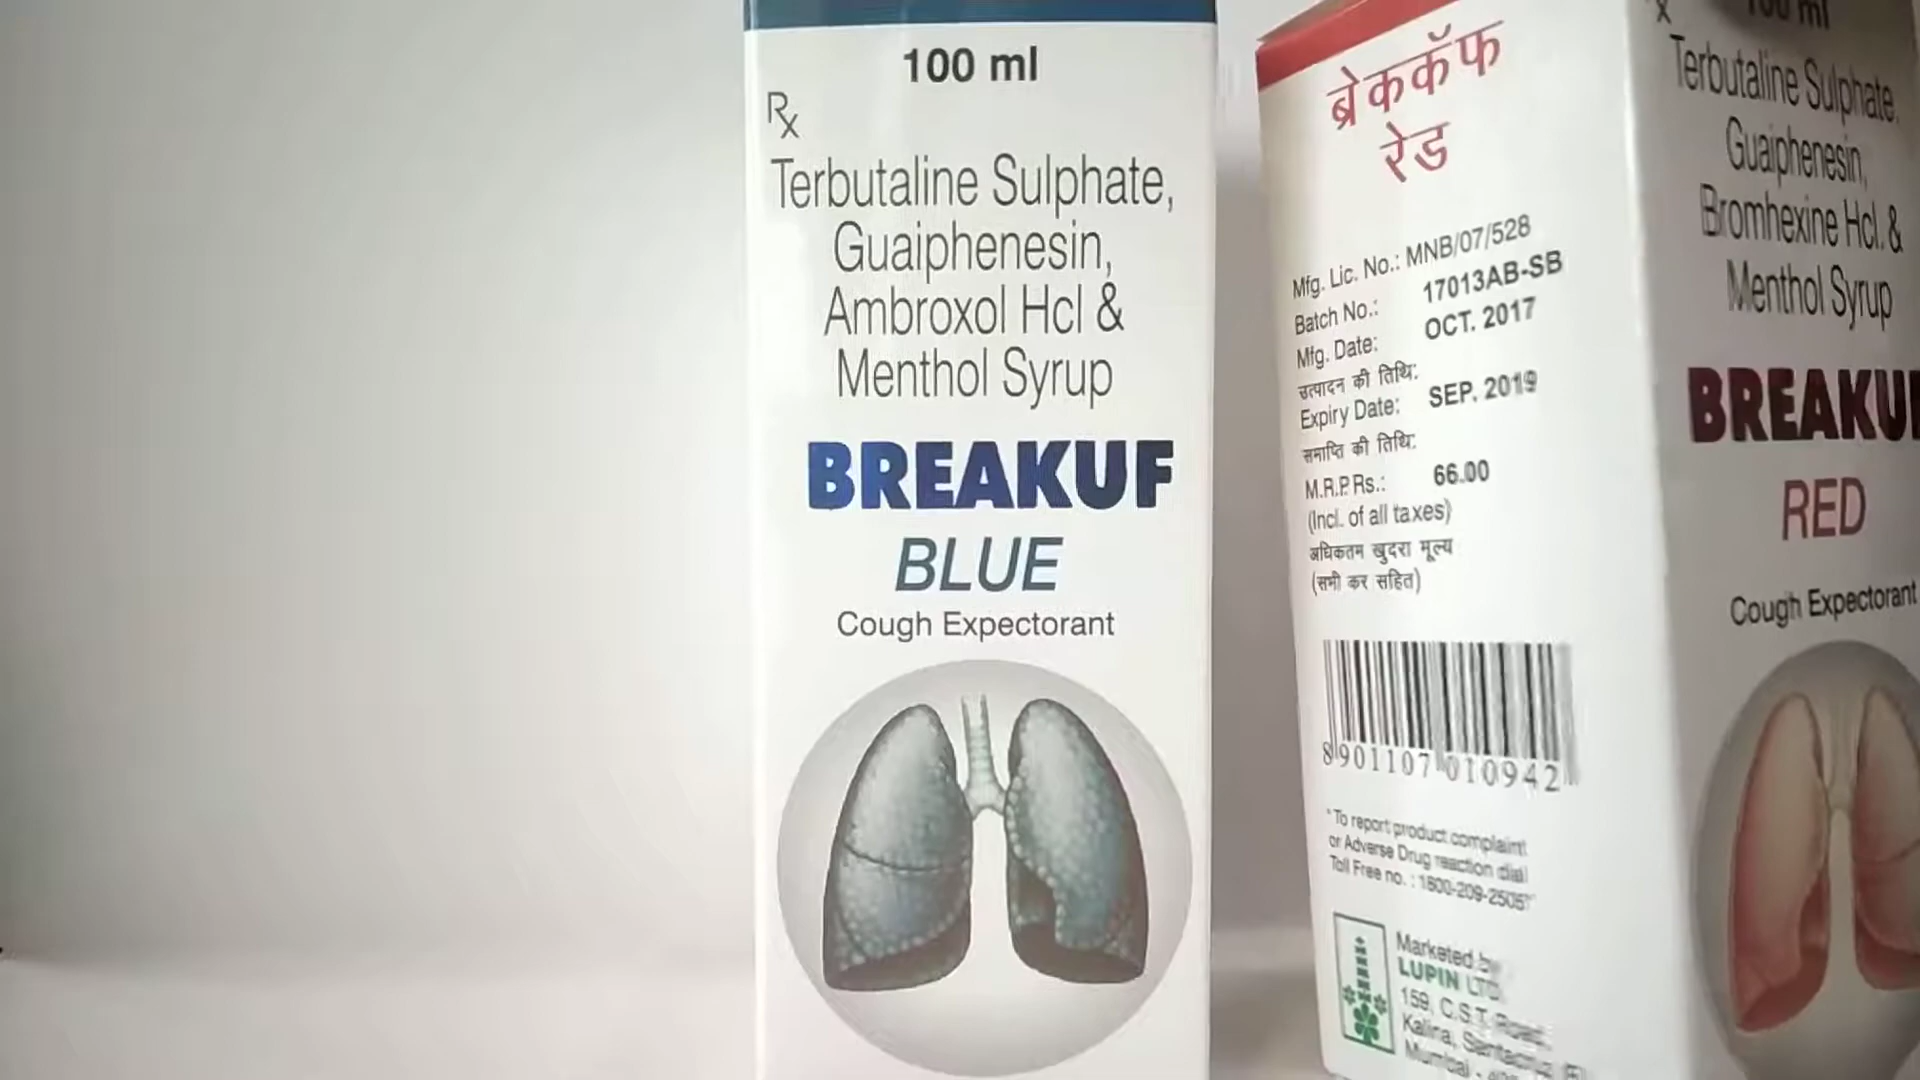 100 ml
Rx
Terbutaline Sulphate,
Guaiphenesin,
Ambroxol Hcl &
Menthol Syrup
BREAKUF
BLUE
Cough Expectorant
ब्रेककॅफ
रेड
Mfg. Lic. No.: MNB/07/528
Batch No.: 17013AB-SB
Mfg. Date: OCT. 2017
उत्पादन की तिथि:
Expiry Date: SEP. 2019
समाप्ति की तिथि:
M.R.P. Rs.: 66.00
(Incl. of all taxes)
अधिकतम खुदरा मूल्य
(सभी कर सहित)
8 901107 010942
* To report product complaint
or Adverse Drug reaction dial
Toll Free no. : 1800-209-2505*
Marketed by
LUPIN LTD.
159, C.S.T. Road,
Kalina, Santacruz (E)
Mumbai -
x
100 ml
Terbutaline Sulphate,
Guaiphenesin,
Bromhexine Hcl. &
Menthol Syrup
BREAKU
RED
Cough Expectorant